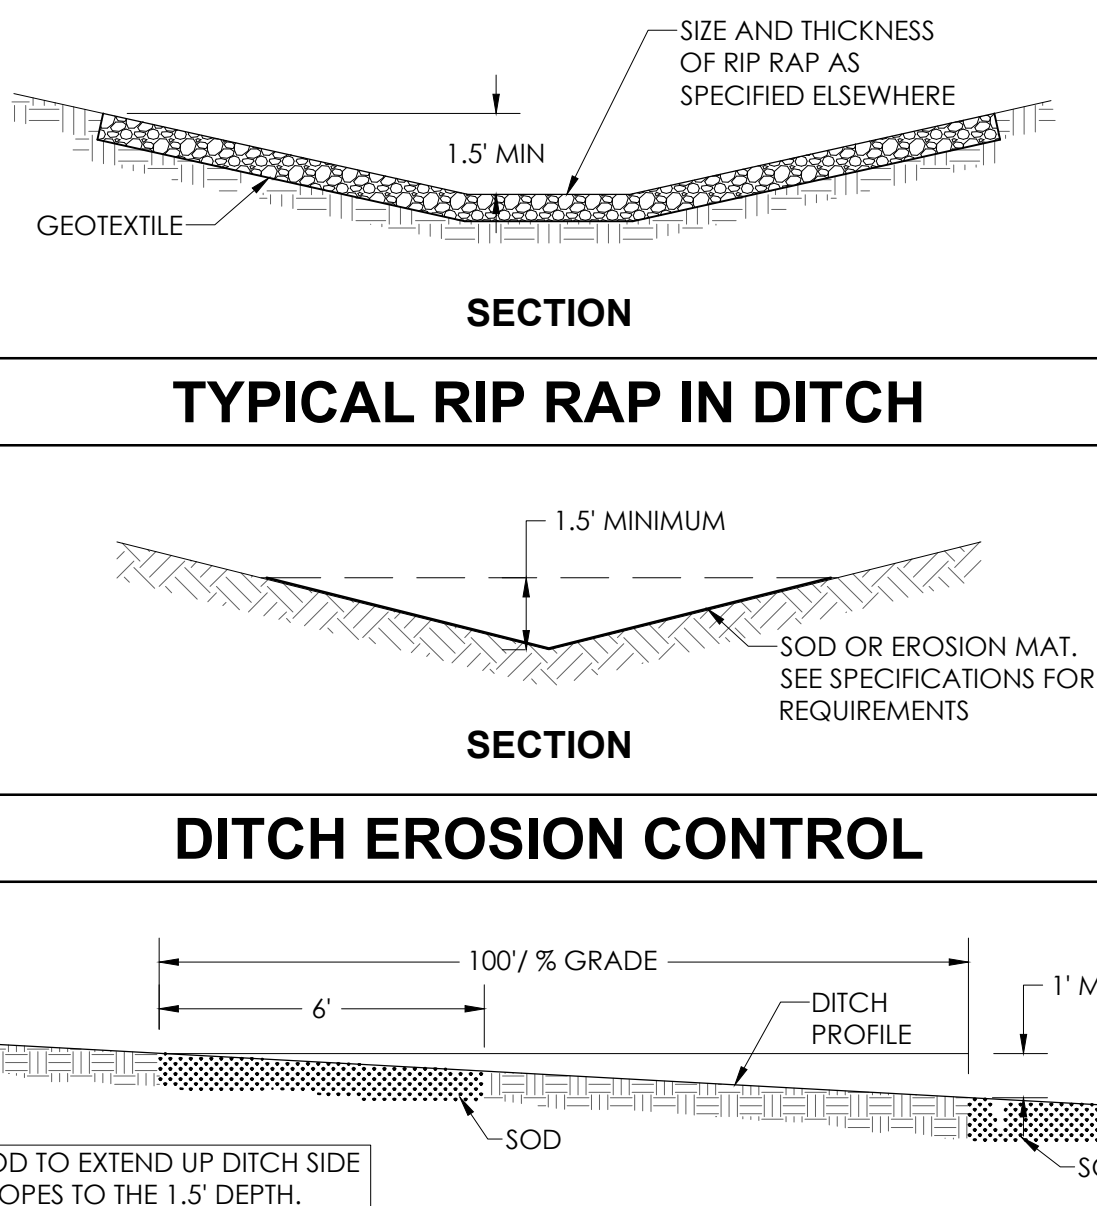 SIZE AND THICKNESS
OF RIP RAP AS
SPECIFIED ELSEWHERE
1.5' MIN
GEOTEXTILE
SECTION
TYPICAL RIP RAP IN DITCH
1.5' MINIMUM
SOD OR EROSION MAT.
SEE SPECIFICATIONS FOR
REQUIREMENTS
SECTION
DITCH EROSION CONTROL
100'/ % GRADE
1'
6'
DITCH
PROFILE
SOD
TO EXTEND UP DITCH SIDE
TO THE 1.5' DEPTH.